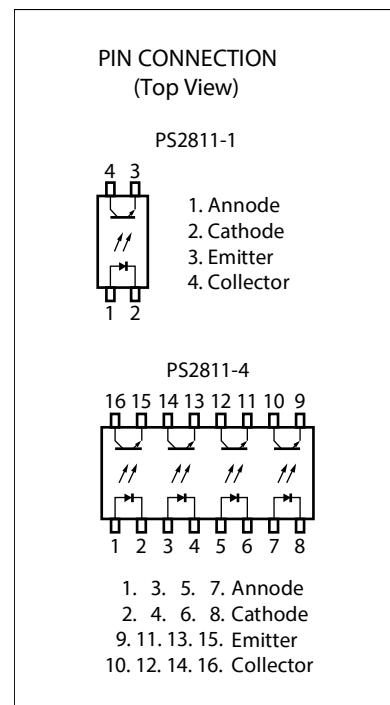 PIN CONNECTION
(Top View)
PS2811-1
4 3
1. Annode
2. Cathode
3. Emitter
4. Collector
1 2
PS2811-4
16 15 14 13 12 11 10 9
1 2 3 4 5 6 7 8
1. 3. 5. 7. Annode
2. 4. 6. 8. Cathode
9. 11. 13. 15. Emitter
10. 12. 14. 16. Collector